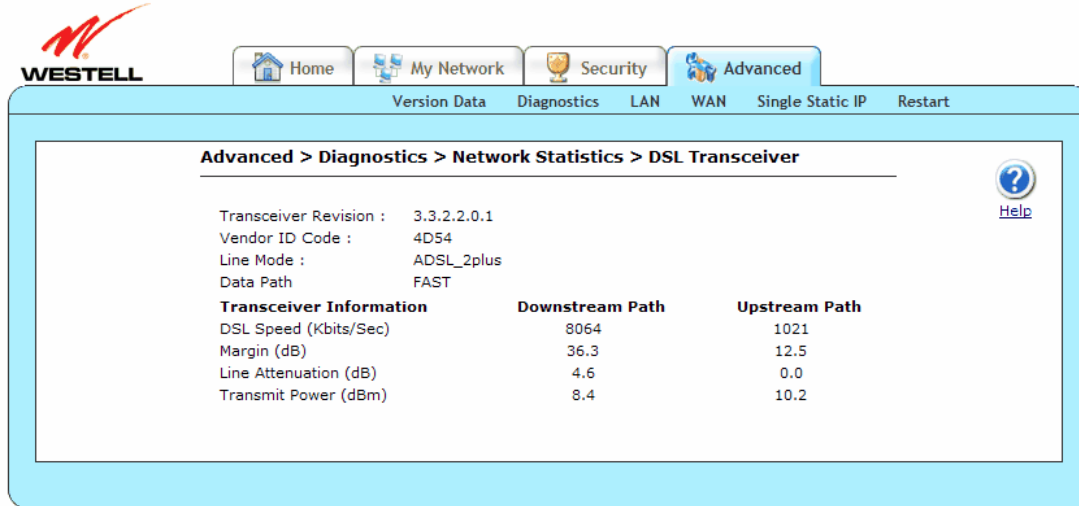 WESTELL
Home My Network Security Advanced
Version Data Diagnostics LAN WAN Single Static IP Restart
Advanced > Diagnostics > Network Statistics > DSL Transceiver
Help
Transceiver Revision : 3.3.2.2.0.1
Vendor ID Code : 4D54
Line Mode : ADSL_2plus
Data Path FAST
Transceiver Information Downstream Path Upstream Path
DSL Speed (Kbits/Sec) 8064 1021
Margin (dB) 36.3 12.5
Line Attenuation (dB) 4.6 0.0
Transmit Power (dBm) 8.4 10.2